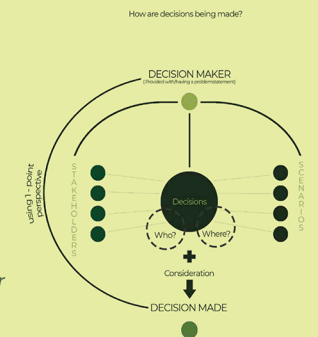 How are decisions being made?
DECISION MAKER
(Provided with/having a problem statement)
using 1 - point
perspective
STAKEHOLDERS
SCENARIOS
Decisions
Who?
Where?
Consideration
DECISION MADE
r